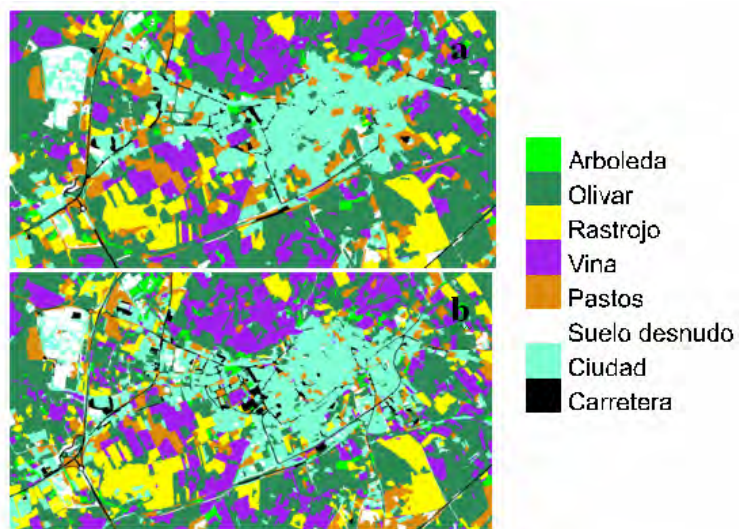 a
b
Arboleda
Olivar
Rastrojo
Vina
Pastos
Suelo desnudo
Ciudad
Carretera